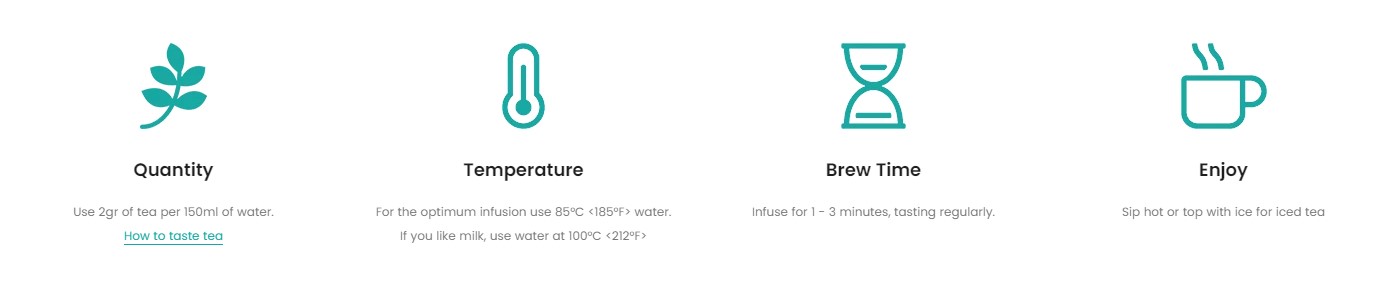 Quantity
Use 2gr of tea per 150ml of water.
How to taste tea
Temperature
For the optimum infusion use 85ºC <185ºF> water.
If you like milk, use water at 100ºC <212ºF>
Brew Time
Infuse for 1 - 3 minutes, tasting regularly.
Enjoy
Sip hot or top with ice for iced tea